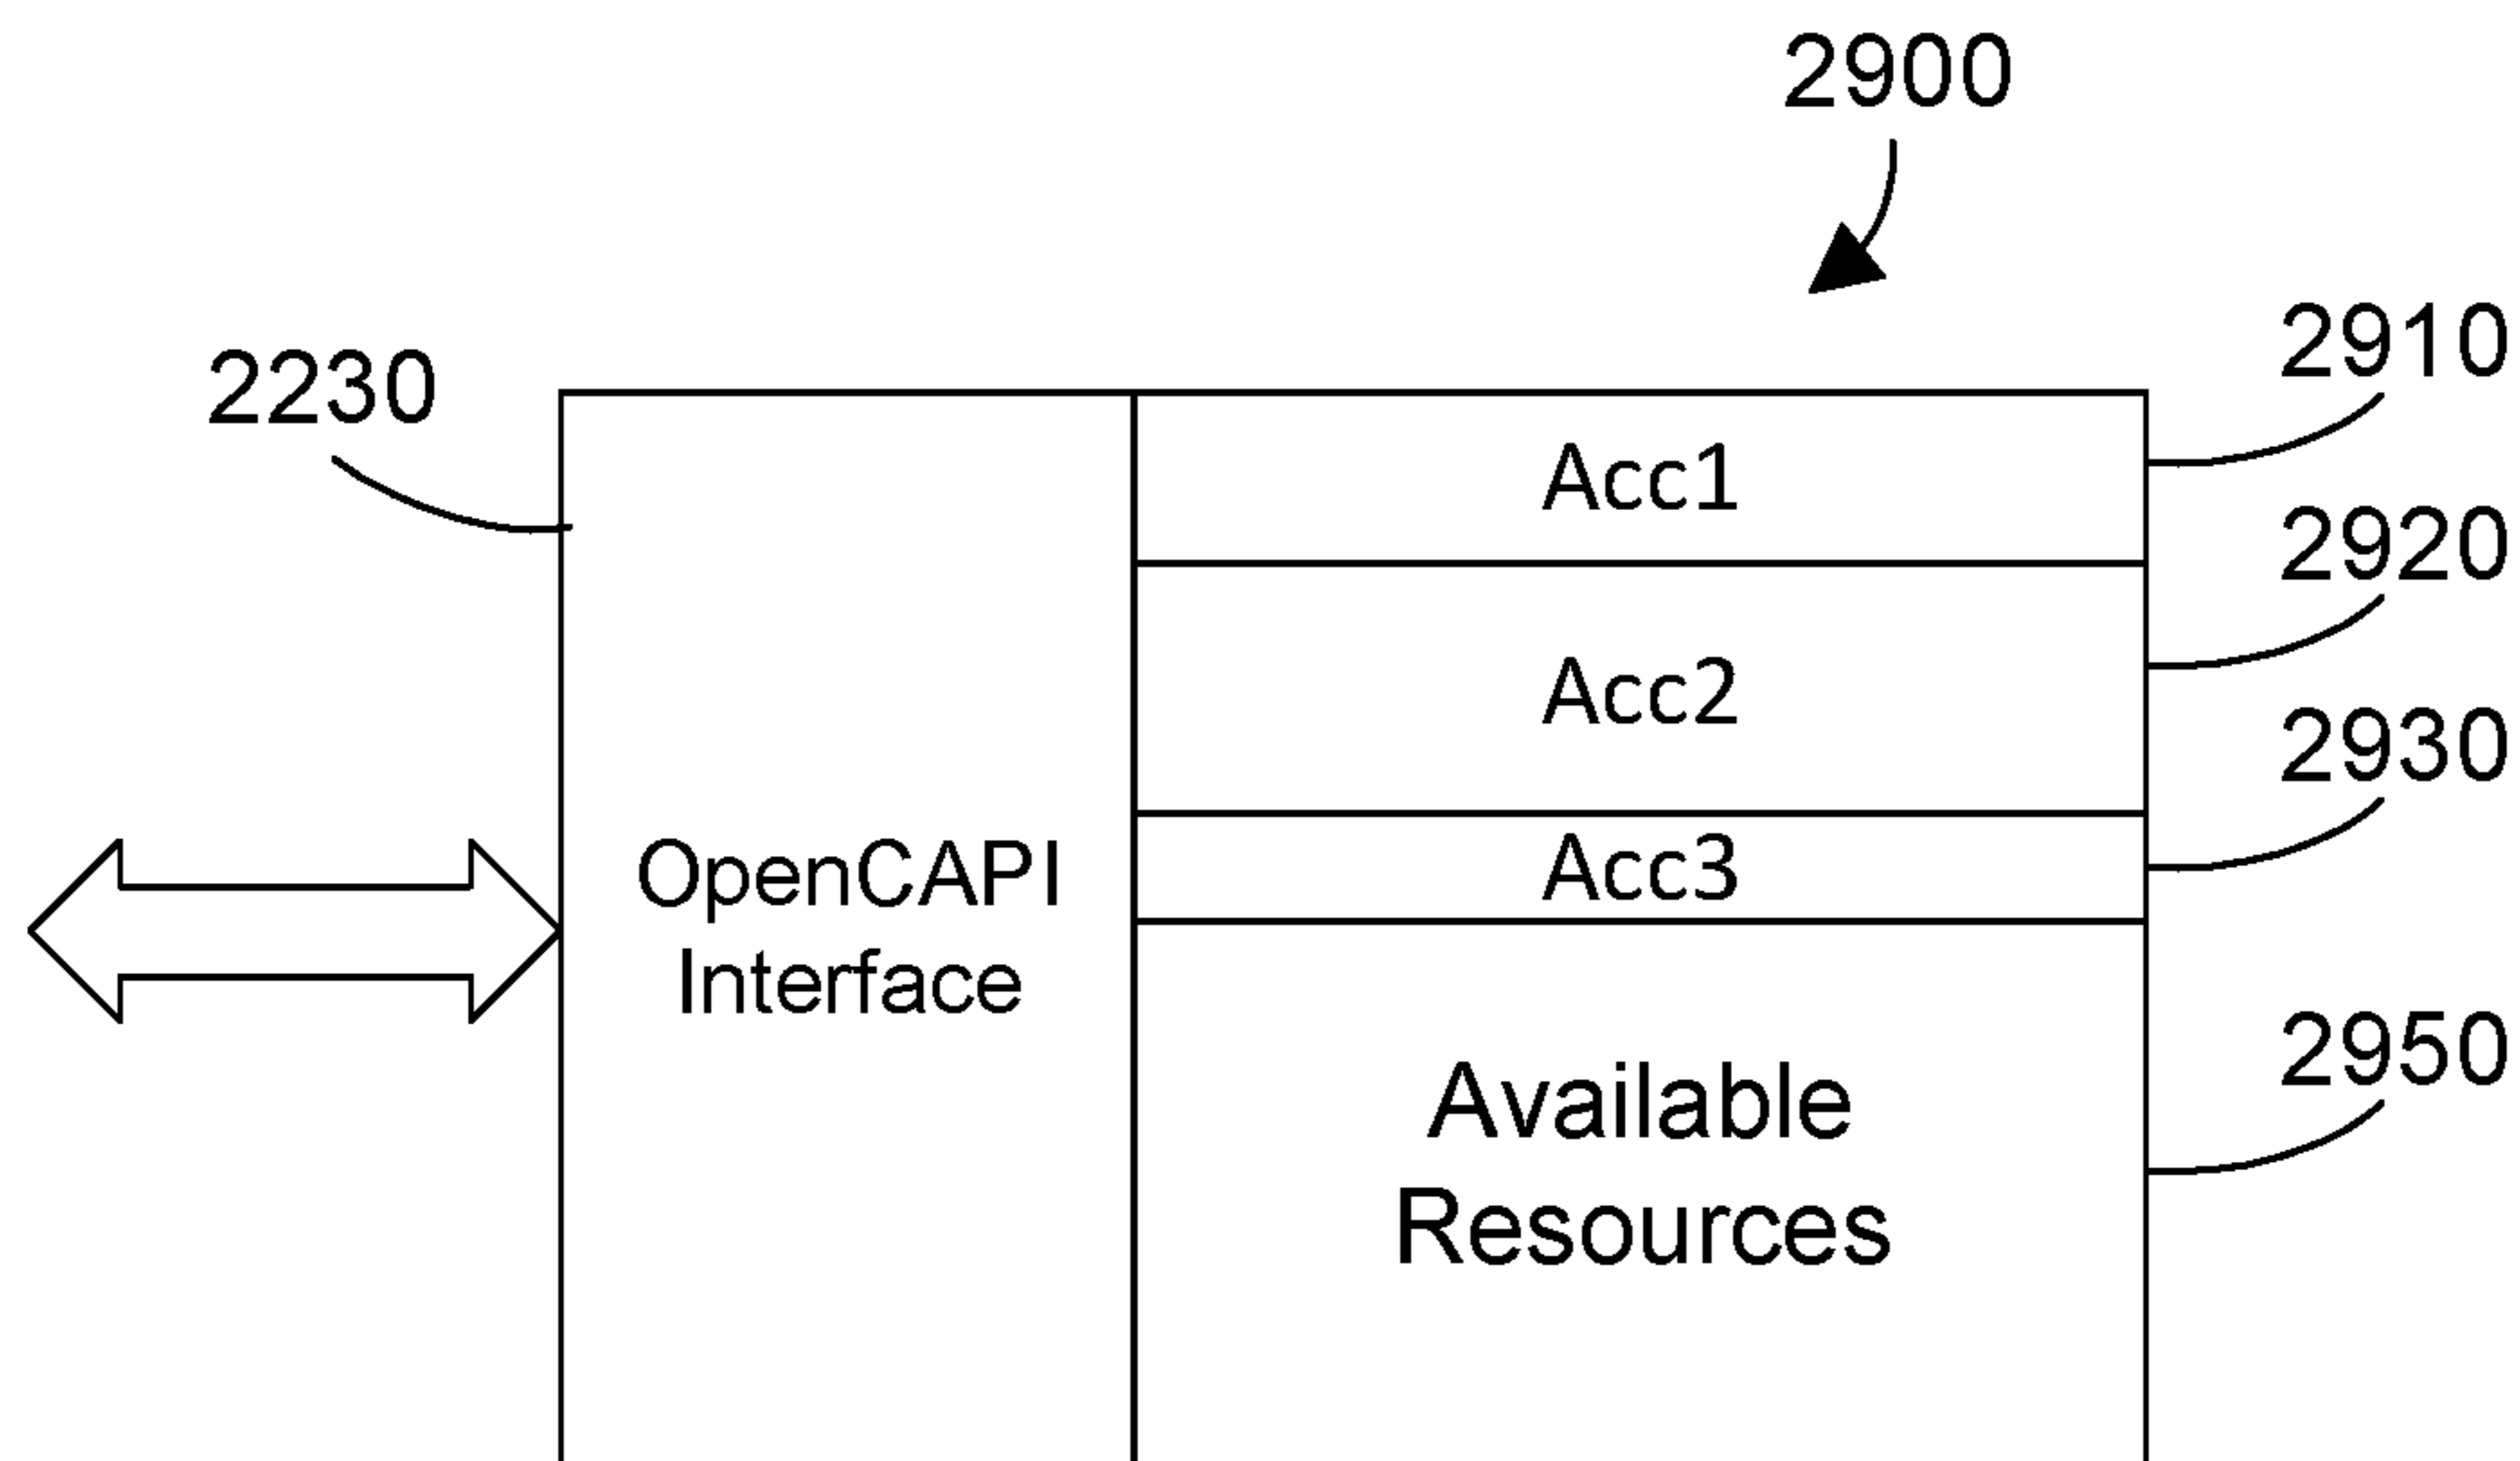 2900
2910
2230
Acc1
2920
Acc2
2930
Acc3
OpenCAPI
Interface
2950
Available
Resources